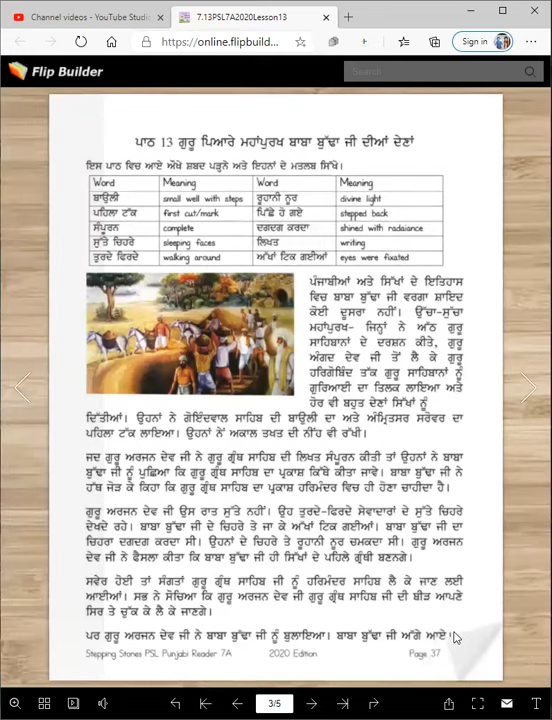 Channel videos - YouTube Studi
7.13PSL7A2020Lesson13
https://online.flipbuild...
Sign in
Flip Builder
Search
ਪਾਠ 13 ਗੁਰੂ ਪਿਆਰੇ ਮਹਾਂਪੁਰਖ ਬਾਬਾ ਬੁੱਢਾ ਜੀ ਦੀਆਂ ਦੇਣਾਂ
ਇਸ ਪਾਠ ਵਿਚ ਆਏ ਔਖੇ ਸ਼ਬਦ ਪੜ੍ਹਨੇ ਅਤੇ ਇਹਨਾਂ ਦੇ ਮਤਲਬ ਸਿੱਖੋ।
Word Meaning Word Meaning
ਬਾਉਲੀ small well with steps ਰੂਹਾਨੀ ਨੂਰ divine light
ਪਹਿਲਾ ਟੱਕ first cut/mark ਪਿੱਛੇ ਹੋ ਗਏ stepped back
ਸੰਪੂਰਨ complete ਦਗਦਗ ਕਰਦਾ shined with radaiance
ਸੁੱਤੇ ਚਿਹਰੇ sleeping faces ਲਿਖਤ writing
ਤੁਰਦੇ ਫਿਰਦੇ walking around ਅੱਖਾਂ ਟਿਕ ਗਈਆਂ eyes were fixated
ਪੰਜਾਬੀਆਂ ਅਤੇ ਸਿੱਖਾਂ ਦੇ ਇਤਿਹਾਸ
ਵਿਚ ਬਾਬਾ ਬੁੱਢਾ ਜੀ ਵਰਗਾ ਸ਼ਾਇਦ
ਕੋਈ ਦੂਸਰਾ ਨਹੀਂ। ਉੱਚਾ-ਸੁੱਚਾ
ਮਹਾਂਪੁਰਖ- ਜਿਨ੍ਹਾਂ ਨੇ ਅੱਠ ਗੁਰੂ
ਸਾਹਿਬਾਨਾਂ ਦੇ ਦਰਸ਼ਨ ਕੀਤੇ, ਗੁਰੂ
ਅੰਗਦ ਦੇਵ ਜੀ ਤੋਂ ਲੈ ਕੇ ਗੁਰੂ
ਹਰਿਗੋਬਿੰਦ ਤੱਕ ਗੁਰੂ ਸਾਹਿਬਾਨਾਂ ਨੂੰ
ਗੁਰਿਆਈ ਦਾ ਤਿਲਕ ਲਾਇਆ ਅਤੇ
ਹੋਰ ਵੀ ਬਹੁਤ ਦੇਣਾਂ ਸਿੱਖਾਂ ਨੂੰ
ਦਿੱਤੀਆਂ। ਉਹਨਾਂ ਨੇ ਗੋਇੰਦਵਾਲ ਸਾਹਿਬ ਦੀ ਬਾਉਲੀ ਦਾ ਅਤੇ ਅੰਮ੍ਰਿਤਸਰ ਸਰੋਵਰ ਦਾ
ਪਹਿਲਾ ਟੱਕ ਲਾਇਆ। ਉਹਨਾਂ ਨੇਂ ਅਕਾਲ ਤਖਤ ਦੀ ਨੀਂਹ ਵੀ ਰੱਖੀ।
ਜਦ ਗੁਰੂ ਅਰਜਨ ਦੇਵ ਜੀ ਨੇ ਗੁਰੂ ਗ੍ਰੰਥ ਸਾਹਿਬ ਦੀ ਲਿਖਤ ਸੰਪੂਰਨ ਕੀਤੀ ਤਾਂ ਉਹਨਾਂ ਨੇ ਬਾਬਾ
ਬੁੱਢਾ ਜੀ ਨੂੰ ਪੁਛਿਆ ਕਿ ਗੁਰੂ ਗ੍ਰੰਥ ਸਾਹਿਬ ਦਾ ਪ੍ਰਕਾਸ਼ ਕਿੱਥੇ ਕੀਤਾ ਜਾਵੇ। ਬਾਬਾ ਬੁੱਢਾ ਜੀ ਨੇ
ਹੱਥ ਜੋੜ ਕੇ ਕਿਹਾ ਕਿ ਗੁਰੂ ਗ੍ਰੰਥ ਸਾਹਿਬ ਦਾ ਪ੍ਰਕਾਸ਼ ਹਰਿਮੰਦਰ ਵਿਚ ਹੀ ਹੋਣਾ ਚਾਹੀਦਾ ਹੈ।
ਗੁਰੂ ਅਰਜਨ ਦੇਵ ਜੀ ਉਸ ਰਾਤ ਸੁੱਤੇ ਨਹੀਂ। ਉਹ ਤੁਰਦੇ-ਫਿਰਦੇ ਸੇਵਾਦਾਰਾਂ ਦੇ ਸੁੱਤੇ ਚਿਹਰੇ
ਦੇਖਦੇ ਰਹੇ। ਬਾਬਾ ਬੁੱਢਾ ਜੀ ਦੇ ਚਿਹਰੇ ਤੇ ਜਾ ਕੇ ਅੱਖਾਂ ਟਿਕ ਗਈਆਂ। ਬਾਬਾ ਬੁੱਢਾ ਜੀ ਦਾ
ਚਿਹਰਾ ਦਗਦਗ ਕਰਦਾ ਸੀ। ਉਹਨਾਂ ਦੇ ਚਿਹਰੇ ਤੇ ਰੂਹਾਨੀ ਨੂਰ ਚਮਕਦਾ ਸੀ। ਗੁਰੂ ਅਰਜਨ
ਦੇਵ ਜੀ ਨੇ ਫੈਸਲਾ ਕੀਤਾ ਕਿ ਬਾਬਾ ਬੁੱਢਾ ਜੀ ਹੀ ਸਿੱਖਾਂ ਦੇ ਪਹਿਲੇ ਗ੍ਰੰਥੀ ਬਣਨਗੇ।
ਸਵੇਰ ਹੋਈ ਤਾਂ ਸੰਗਤਾਂ ਗੁਰੂ ਗ੍ਰੰਥ ਸਾਹਿਬ ਜੀ ਨੂੰ ਹਰਿਮੰਦਰ ਸਾਹਿਬ ਲੈ ਕੇ ਜਾਣ ਲਈ
ਆਈਆਂ। ਸਭ ਨੇ ਸੋਚਿਆ ਕਿ ਗੁਰੂ ਅਰਜਨ ਦੇਵ ਜੀ ਗੁਰੂ ਗ੍ਰੰਥ ਸਾਹਿਬ ਜੀ ਦੀ ਬੀੜ ਆਪਣੇ
ਸਿਰ ਤੇ ਚੁੱਕ ਕੇ ਲੈ ਕੇ ਜਾਣਗੇ।
ਪਰ ਗੁਰੂ ਅਰਜਨ ਦੇਵ ਜੀ ਨੇ ਬਾਬਾ ਬੁੱਢਾ ਜੀ ਨੂੰ ਬੁਲਾਇਆ। ਬਾਬਾ ਬੁੱਢਾ ਜੀ ਅੱਗੇ ਆਏ।
Stepping Stones PSL Punjabi Reader 7A 2020 Edition Page 37
3/5